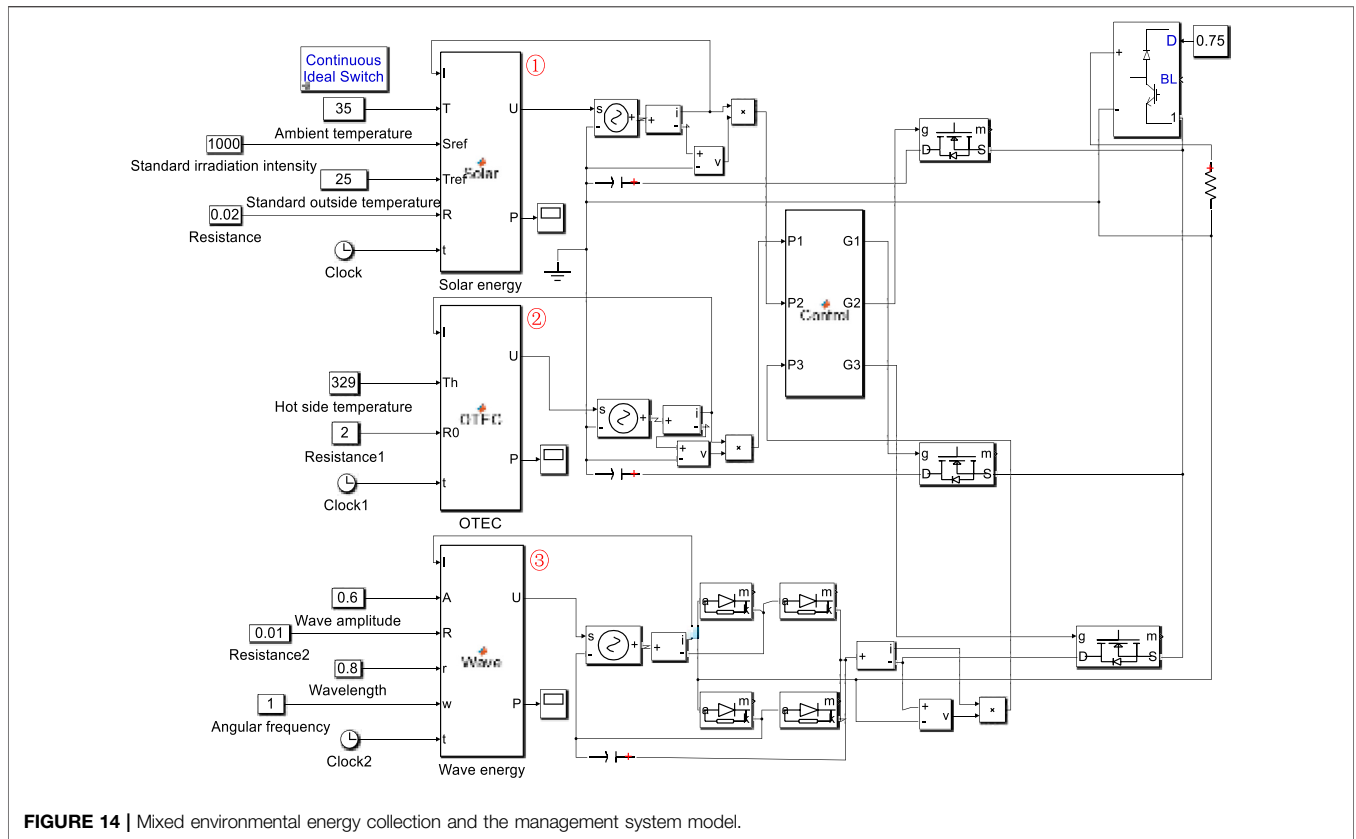 Continuous
Ideal Switch
①
I
35
T
U
Ambient temperature
1000
Sref
Standard irradiation intensity
Solar
25
Tref
Standard outside temperature
0.02
R
P
Resistance
t
Clock
Solar energy
s
+
-
+
i
-
×
+
-
v
②
I
U
329
Th
Hot side temperature
OTEC
2
R0
Resistance1
P
t
Clock1
OTEC
s
+
-
+
i
-
+
-
v
×
③
I
0.6
A
U
Wave amplitude
0.01
R
Resistance2
Wave
0.8
r
Wavelength
1
w
P
Angular frequency
t
Clock2
Wave energy
s
+
-
+
i
-
a
m
k
a
m
k
a
m
k
a
m
k
+
i
-
+
-
v
×
P1
G1
P2
G2
Control
P3
G3
g
m
D
S
g
m
D
S
g
m
D
S
+
-
D
BL
1
0.75
+
+
+
+
FIGURE 14 | Mixed environmental energy collection and the management system model.